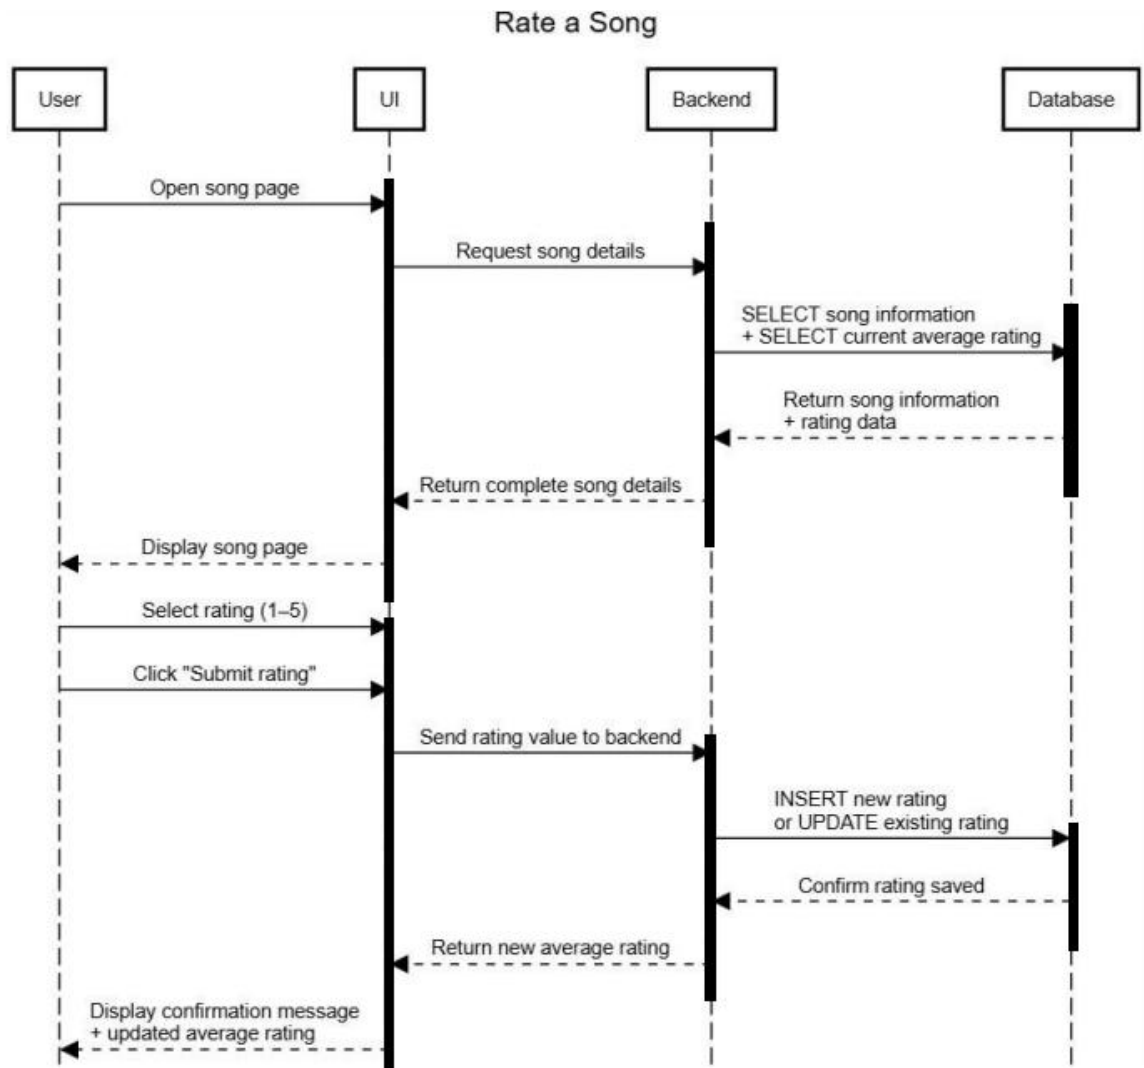 Rate a Song
User
UI
Backend
Database
Open song page
Request song details
SELECT song information
+ SELECT current average rating
Return song information
+ rating data
Return complete song details
Display song page
Select rating (1–5)
Click "Submit rating"
Send rating value to backend
INSERT new rating
or UPDATE existing rating
Confirm rating saved
Return new average rating
Display confirmation message
+ updated average rating